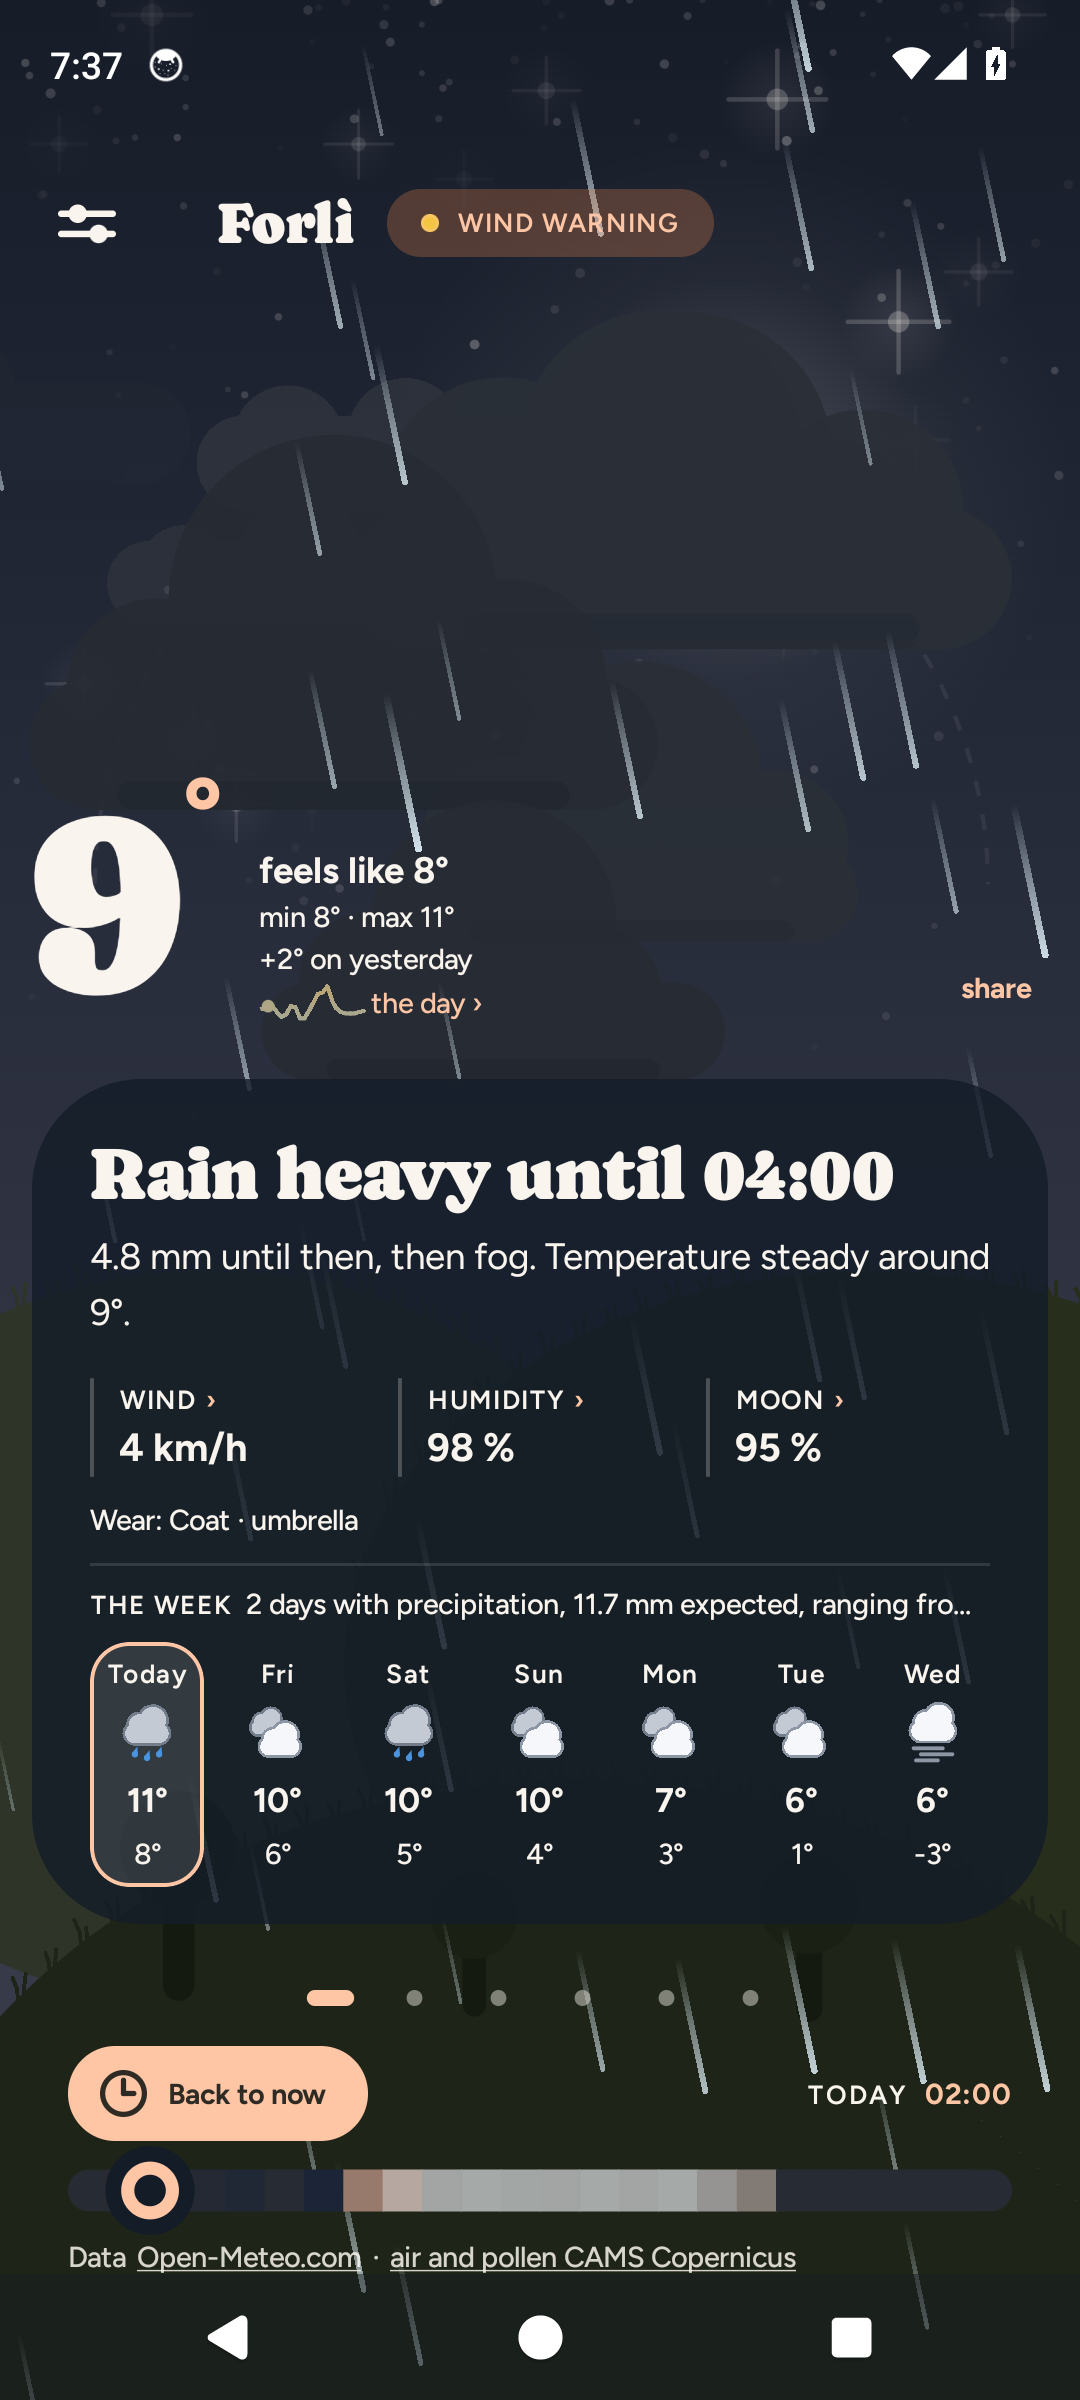 7:37
Forlì
WIND WARNING
9°
feels like 8°
min 8° · max 11°
+2° on yesterday
the day ›
share
Rain heavy until 04:00
4.8 mm until then, then fog. Temperature steady around
9°.
WIND › HUMIDITY › MOON ›
4 km/h 98 % 95 %
Wear: Coat · umbrella
THE WEEK 2 days with precipitation, 11.7 mm expected, ranging fro...
Today Fri Sat Sun Mon Tue Wed
11° 10° 10° 10° 7° 6° 6°
8° 6° 5° 4° 3° 1° -3°
Back to now
TODAY 02:00
Data Open-Meteo.com · air and pollen CAMS Copernicus